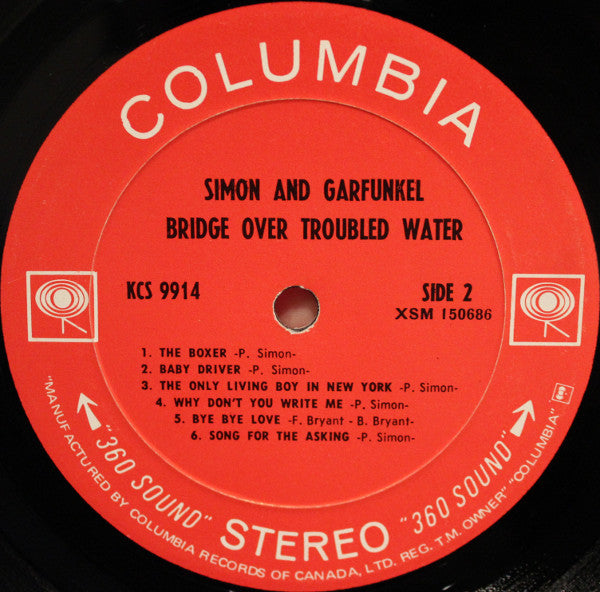 COLUMBIA
SIMON AND GARFUNKEL
BRIDGE OVER TROUBLED WATER
KCS 9914
SIDE 2
XSM 150686
1. THE BOXER -P. Simon-
2. BABY DRIVER -P. Simon-
3. THE ONLY LIVING BOY IN NEW YORK -P. Simon-
4. WHY DON'T YOU WRITE ME -P. Simon-
5. BYE BYE LOVE -F. Bryant - B. Bryant-
6. SONG FOR THE ASKING -P. Simon-
"360 SOUND" STEREO "360 SOUND"
"MANUFACTURED BY COLUMBIA RECORDS OF CANADA, LTD. REG. T.M. OWNER" "COLUMBIA"